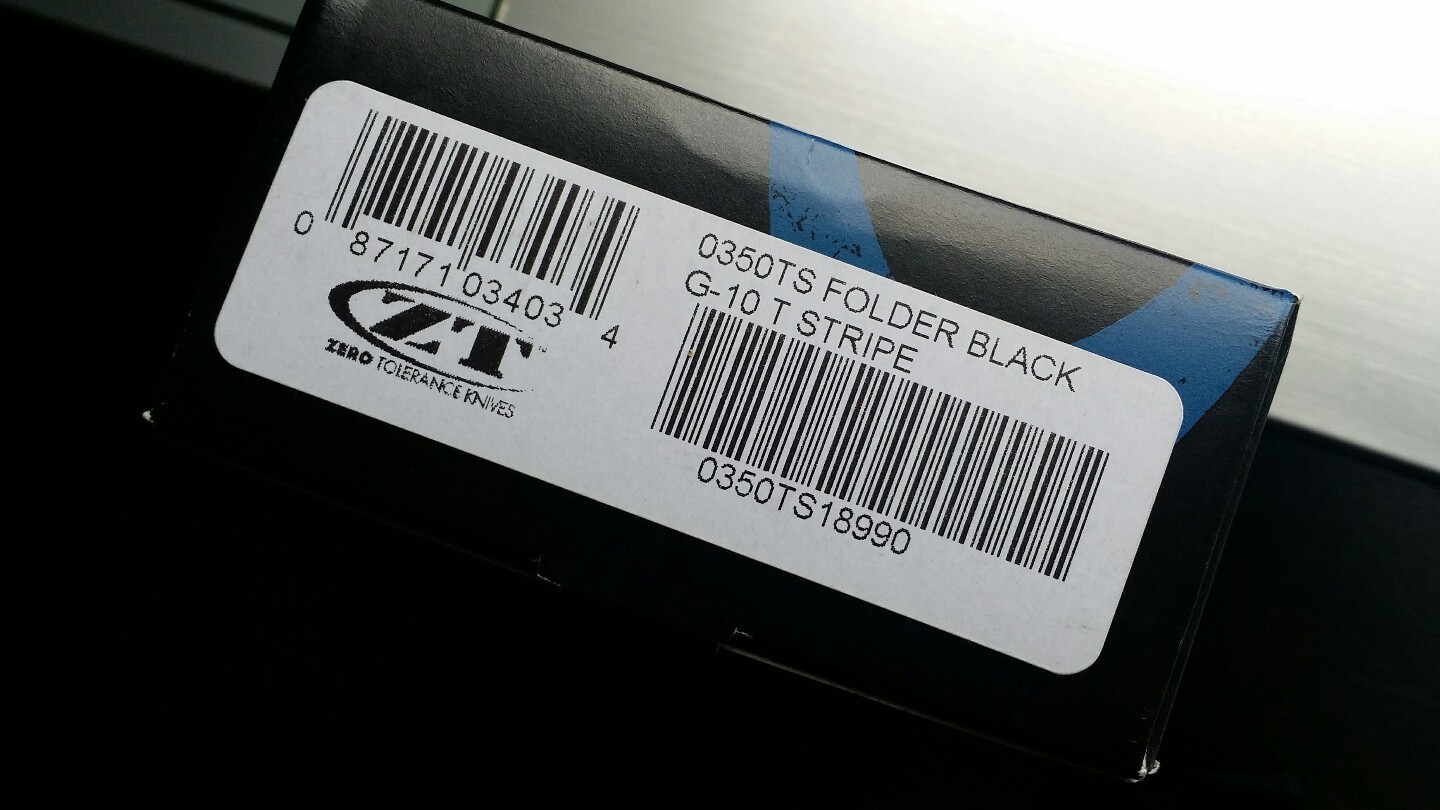 0 87171 03403 4
ZT
ZERO TOLERANCE KNIVES
0350TS FOLDER BLACK
G-10 T STRIPE
0350TS18990